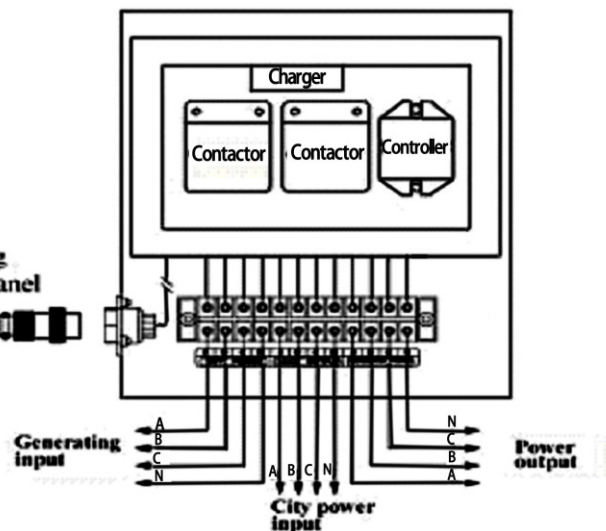 Charger
Contactor
Contactor
Controller
anel
A
B
C
N
Generating
input
A B C N
City power
input
N
C
B
A
Power
output